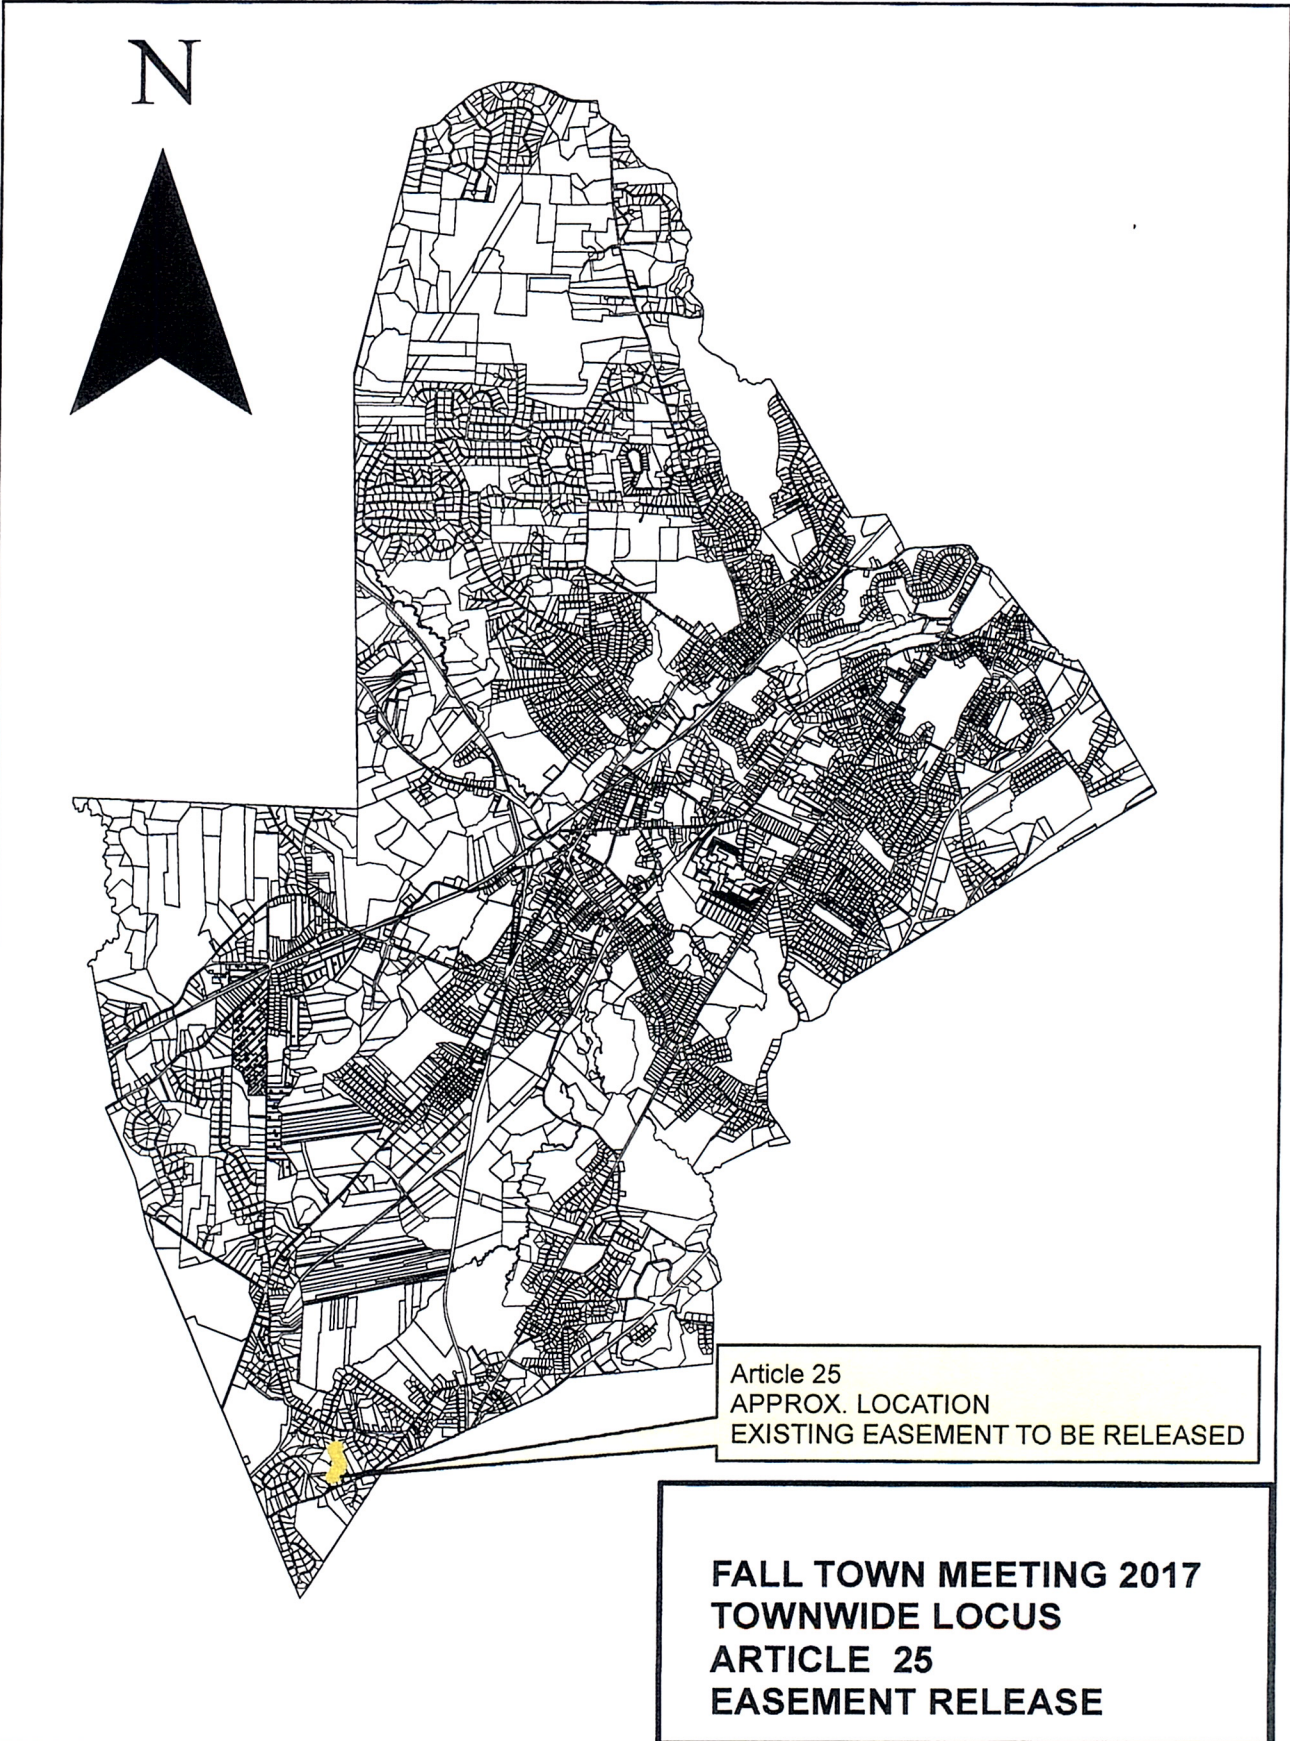 N
Article 25
APPROX. LOCATION
EXISTING EASEMENT TO BE RELEASED
FALL TOWN MEETING 2017
TOWNWIDE LOCUS
ARTICLE 25
EASEMENT RELEASE